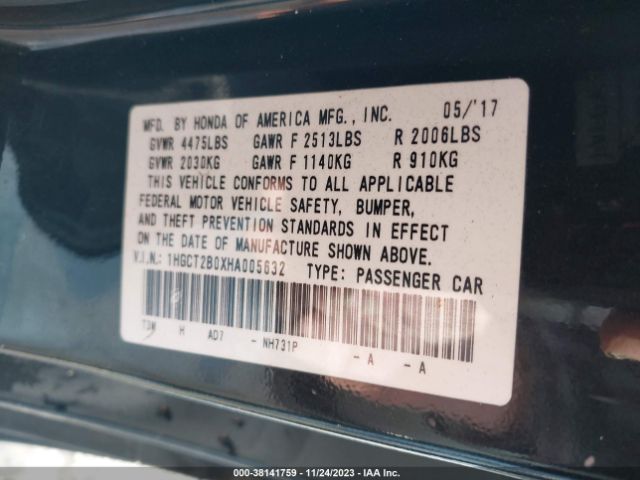 MFD. BY HONDA OF AMERICA MFG., INC. 05/'17
GVWR 4475LBS GAWR F 2513LBS R 2006LBS
GVWR 2030KG GAWR F 1140KG R 910KG
THIS VEHICLE CONFORMS TO ALL APPLICABLE
FEDERAL MOTOR VEHICLE SAFETY, BUMPER,
AND THEFT PREVENTION STANDARDS IN EFFECT
ON THE DATE OF MANUFACTURE SHOWN ABOVE.
V.I.N.: 1HGCT2B0XHA005632 TYPE: PASSENGER CAR
H AD7 - NH731P - A - A
000-38141759 - 11/24/2023 - IAA Inc.